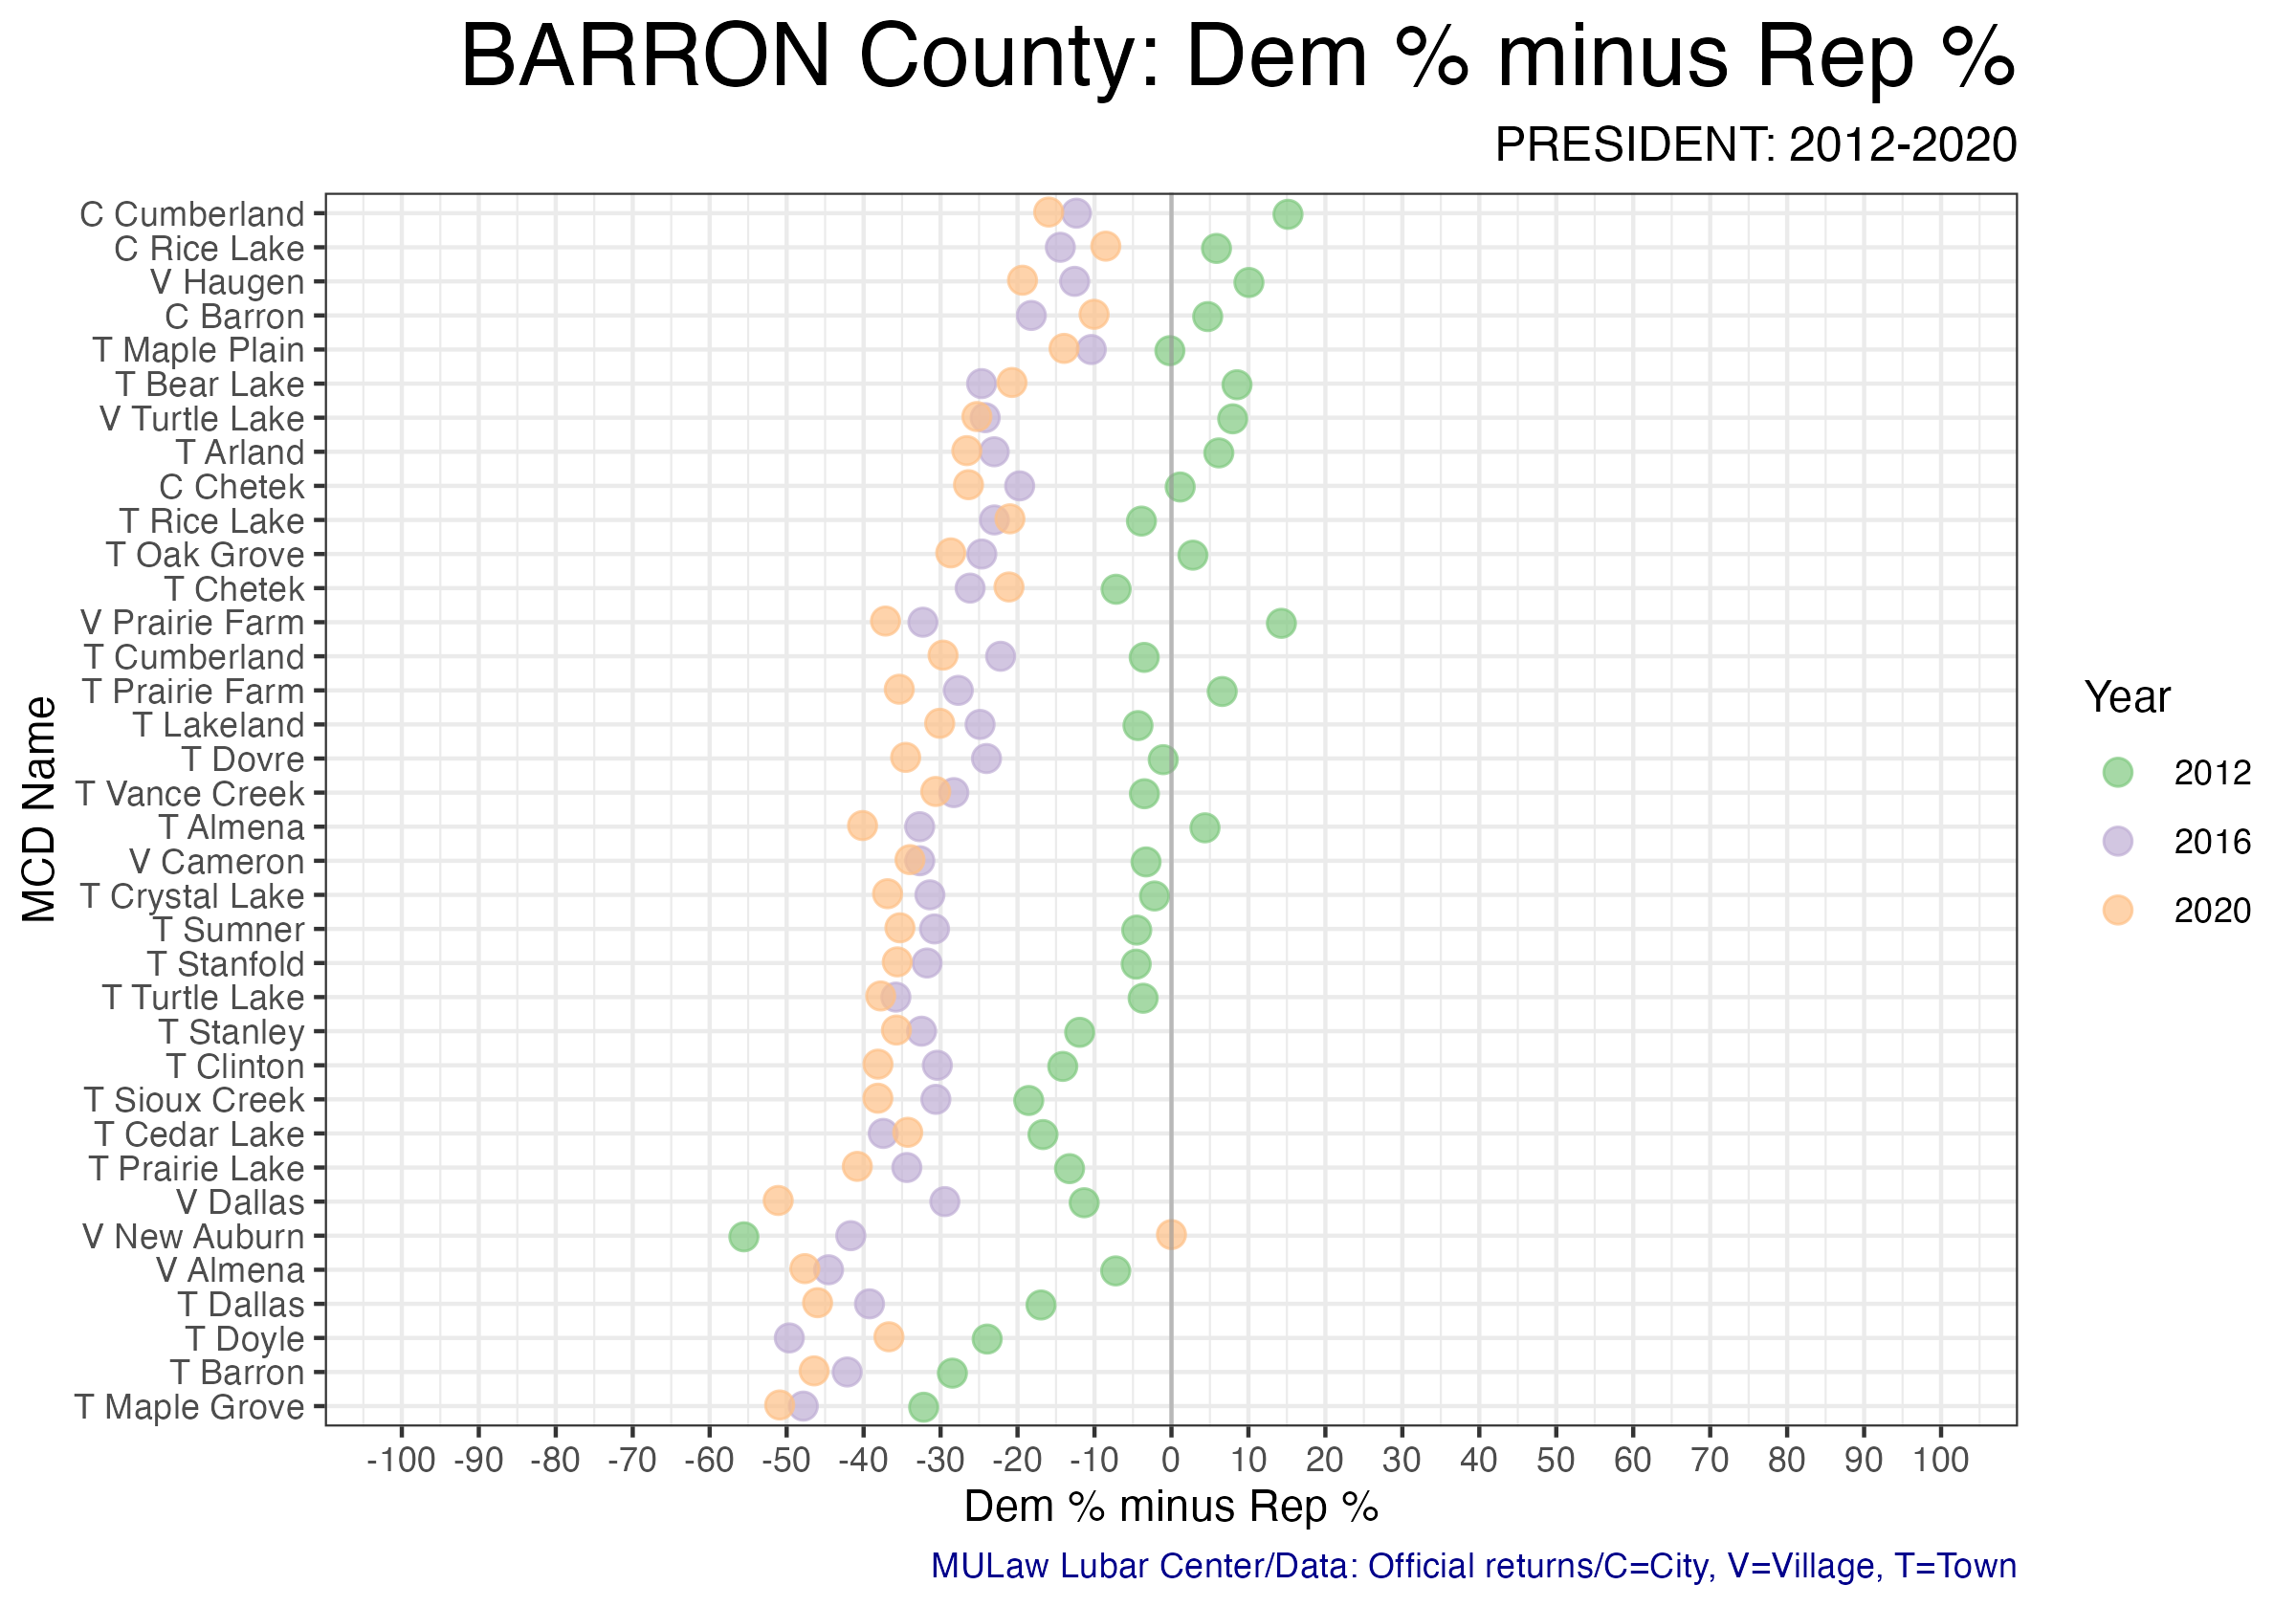 BARRON County: Dem % minus Rep %
PRESIDENT: 2012-2020
MCD Name
C Cumberland
C Rice Lake
V Haugen
C Barron
T Maple Plain
T Bear Lake
V Turtle Lake
T Arland
C Chetek
T Rice Lake
T Oak Grove
T Chetek
V Prairie Farm
T Cumberland
T Prairie Farm
T Lakeland
T Dovre
T Vance Creek
T Almena
V Cameron
T Crystal Lake
T Sumner
T Stanfold
T Turtle Lake
T Stanley
T Clinton
T Sioux Creek
T Cedar Lake
T Prairie Lake
V Dallas
V New Auburn
V Almena
T Dallas
T Doyle
T Barron
T Maple Grove
-100 -90 -80 -70 -60 -50 -40 -30 -20 -10 0 10 20 30 40 50 60 70 80 90 100
Dem % minus Rep %
Year
2012
2016
2020
MULaw Lubar Center/Data: Official returns/C=City, V=Village, T=Town